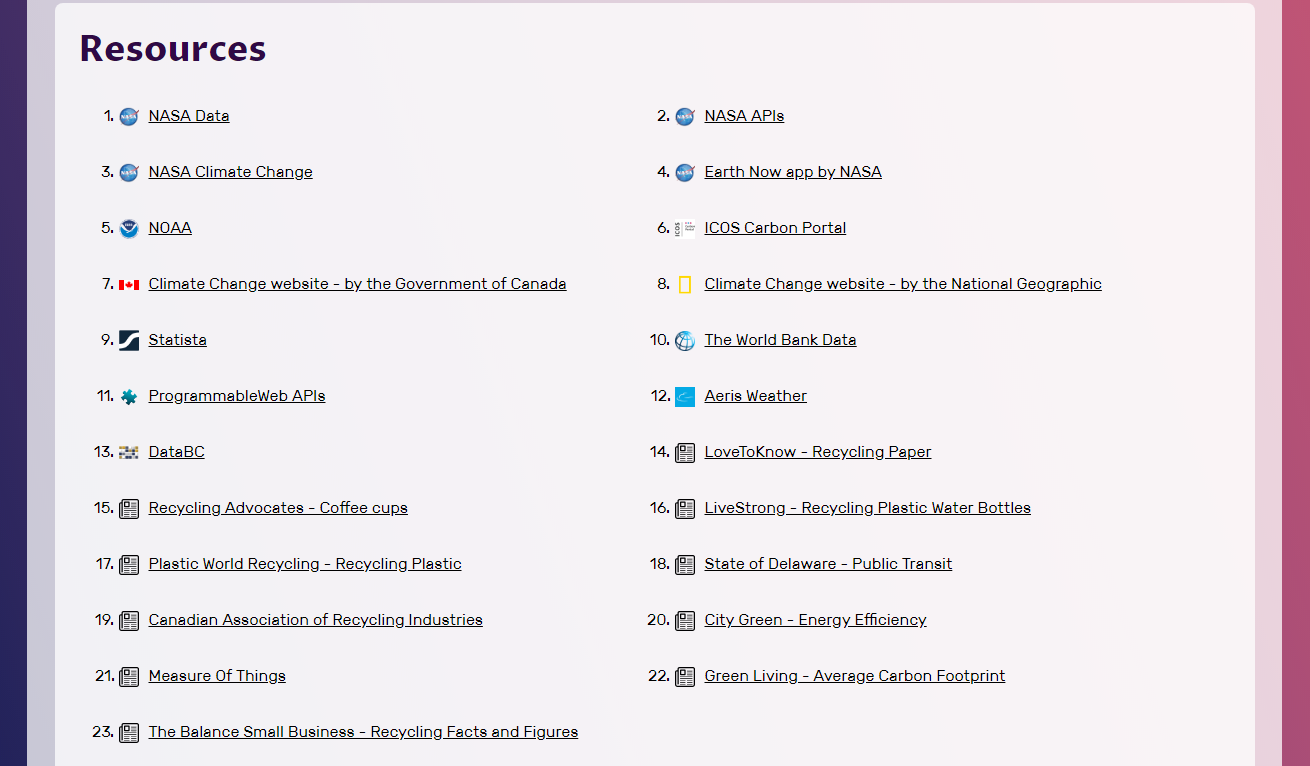 Resources
1. NASA Data
2. NASA APIs
3. NASA Climate Change
4. Earth Now app by NASA
5. NOAA
6. ICOS Carbon Portal
7. Climate Change website - by the Government of Canada
8. Climate Change website - by the National Geographic
9. Statista
10. The World Bank Data
11. ProgrammableWeb APIs
12. Aeris Weather
13. DataBC
14. LoveToKnow - Recycling Paper
15. Recycling Advocates - Coffee cups
16. LiveStrong - Recycling Plastic Water Bottles
17. Plastic World Recycling - Recycling Plastic
18. State of Delaware - Public Transit
19. Canadian Association of Recycling Industries
20. City Green - Energy Efficiency
21. Measure Of Things
22. Green Living - Average Carbon Footprint
23. The Balance Small Business - Recycling Facts and Figures